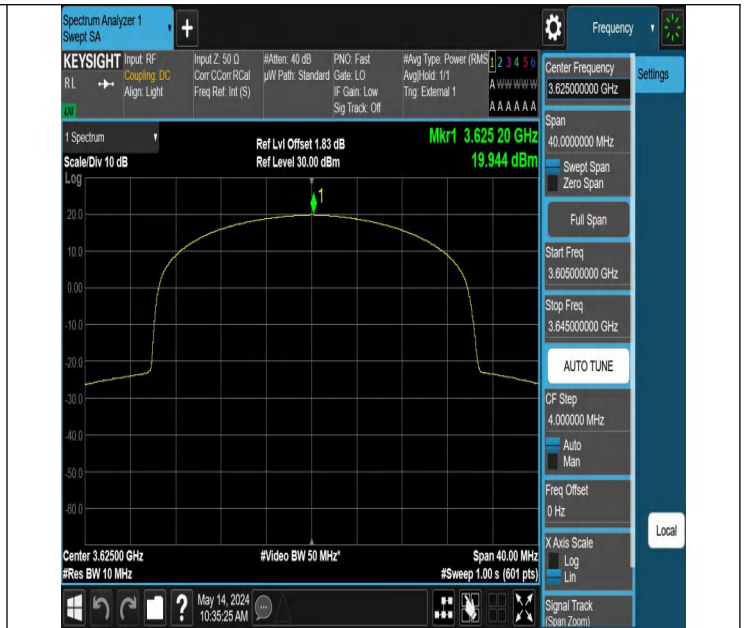 Spectrum Analyzer 1
Swept SA
Frequency
KEYSIGHT
RL
Input: RF
Coupling: DC
Align: Light
Input Z: 50 Ω
Corr CCorr RCal
Freq Ref: Int (S)
#Atten: 40 dB
µW Path: Standard
PNO: Fast
Gate: LO
IF Gain: Low
Sig Track: Off
#Avg Type: Power (RMS
Avg|Hold: 1/1
Trig: External 1
1 2 3 4 5 6
A W W W W W
A A A A A A
1 Spectrum
Scale/Div 10 dB
Log
Ref Lvl Offset 1.83 dB
Ref Level 30.00 dBm
Mkr1 3.625 20 GHz
19.944 dBm
1
20.0
10.0
0.00
-10.0
-20.0
-30.0
-40.0
-50.0
-60.0
Center 3.62500 GHz
#Res BW 10 MHz
#Video BW 50 MHz*
Span 40.00 MHz
#Sweep 1.00 s (601 pts)
?
May 14, 2024
10:35:25 AM
Center Frequency
3.625000000 GHz
Settings
Span
40.0000000 MHz
Swept Span
Zero Span
Full Span
Start Freq
3.605000000 GHz
Stop Freq
3.645000000 GHz
AUTO TUNE
CF Step
4.000000 MHz
Auto
Man
Freq Offset
0 Hz
X Axis Scale
Log
Lin
Local
Signal Track
(Span Zoom)